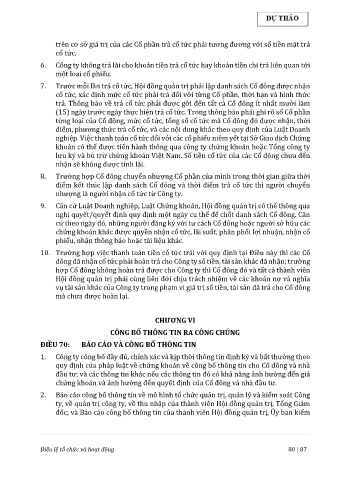 DỰ THẢO
trên cơ sở giá trị của các Cổ phần trả cổ tức phải tương đương với số tiền mặt trả
cổ tức.
6. Công ty không trả lãi cho khoản tiền trả cổ tức hay khoản tiền chi trả liên quan tới
một loại cổ phiếu.
7. Trước mỗi lần trả cổ tức, Hội đồng quản trị phải lập danh sách Cổ đông được nhận
cổ tức, xác định mức cổ tức phải trả đối với từng Cổ phần, thời hạn và hình thức
trả. Thông báo về trả cổ tức phải được gởi đến tất cả Cổ đông ít nhất mười lăm
(15) ngày trước ngày thực hiện trả cổ tức. Trong thông báo phải ghi rõ số Cổ phần
từng loại của Cổ đông, mức cổ tức, tổng số cổ tức mà Cổ đông đó được nhận, thời
điểm, phương thức trả cổ tức, và các nội dung khác theo quy định của Luật Doanh
nghiệp. Việc thanh toán cổ tức đối với các cổ phiếu niêm yết tại Sở Giao dịch Chứng
khoán có thể được tiến hành thông qua công ty chứng khoán hoặc Tổng công ty
lưu ký và bù trừ chứng khoán Việt Nam. Số tiền cổ tức của các Cổ đông chưa đến
nhận sẽ không được tính lãi.
8. Trường hợp Cổ đông chuyển nhượng Cổ phần của mình trong thời gian giữa thời
điểm kết thúc lập danh sách Cổ đông và thời điểm trả cổ tức thì người chuyển
nhượng là người nhận cổ tức từ Công ty.
9. Căn cứ Luật Doanh nghiệp, Luật Chứng khoán, Hội đồng quản trị có thể thông qua
nghị quyết/quyết định quy định một ngày cụ thể để chốt danh sách Cổ đông. Căn
cứ theo ngày đó, những người đăng ký với tư cách Cổ đông hoặc người sở hữu các
chứng khoán khác được quyền nhận cổ tức, lãi suất, phân phối lợi nhuận, nhận cổ
phiếu, nhận thông báo hoặc tài liệu khác.
10. Trường hợp việc thanh toán tiền cổ tức trái với quy định tại Điều này thì các Cổ
đông đã nhận cổ tức phải hoàn trả cho Công ty số tiền, tài sản khác đã nhận; trường
hợp Cổ đông không hoàn trả được cho Công ty thì Cổ đông đó và tất cả thành viên
Hội đồng quản trị phải cùng liên đới chịu trách nhiệm về các khoản nợ và nghĩa
vụ tài sản khác của Công ty trong phạm vi giá trị số tiền, tài sản đã trả cho Cổ đông
mà chưa được hoàn lại.
CHƯƠNG VI
CÔNG BỐ THÔNG TIN RA CÔNG CHÚNG
ĐIỀU 70: BÁO CÁO VÀ CÔNG BỐ THÔNG TIN
1. Công ty công bố đầy đủ, chính xác và kịp thời thông tin định kỳ và bất thường theo
quy định của pháp luật về chứng khoán về công bố thông tin cho Cổ đông và nhà
đầu tư; và các thông tin khác nếu các thông tin đó có khả năng ảnh hưởng đến giá
chứng khoán và ảnh hưởng đến quyết định của Cổ đông và nhà đầu tư.
2. Báo cáo công bố thông tin về mô hình tổ chức quản trị, quản lý và kiểm soát Công
ty, về quản trị công ty, về thu nhập của thành viên Hội đồng quản trị, Tổng Giám
đốc; và Báo cáo công bố thông tin của thành viên Hội đồng quản trị, Ủy ban kiểm
Điều lệ tổ chức và hoạt động 80 | 87